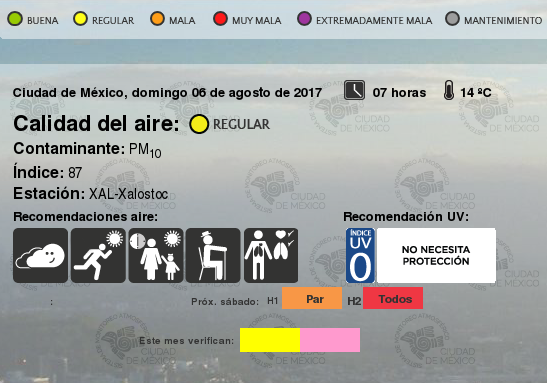 BUENA REGULAR MALA MUY MALA EXTREMADAMENTE MALA MANTENIMIENTO
Ciudad de México, domingo 06 de agosto de 2017 07 horas 14 ºC
Calidad del aire: REGULAR
Contaminante: PM10
Índice: 87
Estación: XAL-Xalostoc
Recomendaciones aire: Recomendación UV:
ÍNDICE
UV
0
NO NECESITA
PROTECCIÓN
: Próx. sábado: H1 Par H2 Todos
Este mes verifican:
CIUDAD
DE MÉXICO